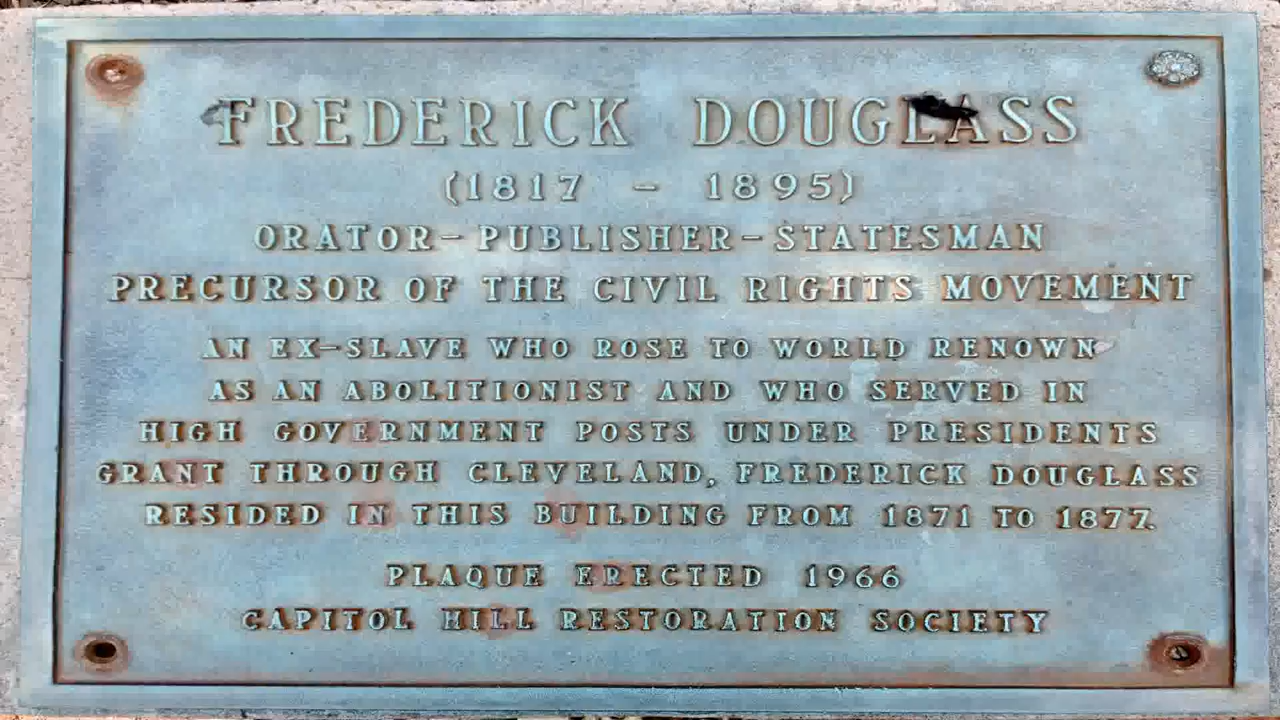 FREDERICK DOUGLASS
(1817 - 1895)
ORATOR-PUBLISHER-STATESMAN
PRECURSOR OF THE CIVIL RIGHTS MOVEMENT
AN EX-SLAVE WHO ROSE TO WORLD RENOWN
AS AN ABOLITIONIST AND WHO SERVED IN
HIGH GOVERNMENT POSTS UNDER PRESIDENTS
GRANT THROUGH CLEVELAND, FREDERICK DOUGLASS
RESIDED IN THIS BUILDING FROM 1871 TO 1877.
PLAQUE ERECTED 1966
CAPITOL HILL RESTORATION SOCIETY